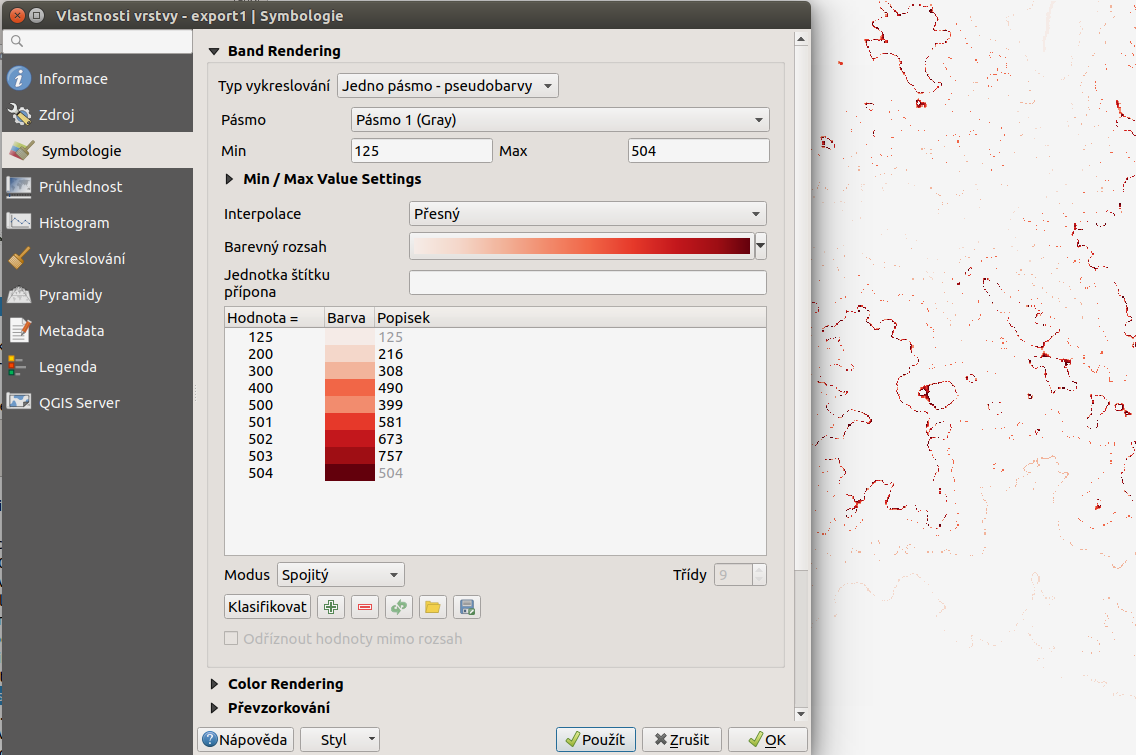 Vlastnosti vrstvy - export1 | Symbologie
Informace
Zdroj
Symbologie
Průhlednost
Histogram
Vykreslování
Pyramidy
Metadata
Legenda
QGIS Server
Band Rendering
Typ vykreslování Jedno pásmo - pseudobarvy
Pásmo Pásmo 1 (Gray)
Min 125 Max 504
Min / Max Value Settings
Interpolace Přesný
Barevný rozsah
Jednotka štítku
přípona
Hodnota = Barva Popisek
125 125
200 216
300 308
400 490
500 399
501 581
502 673
503 757
504 504
Modus Spojitý Třídy 9
Klasifikovat
Odříznout hodnoty mimo rozsah
Color Rendering
Převzorkování
Nápověda Styl Použít Zrušit OK